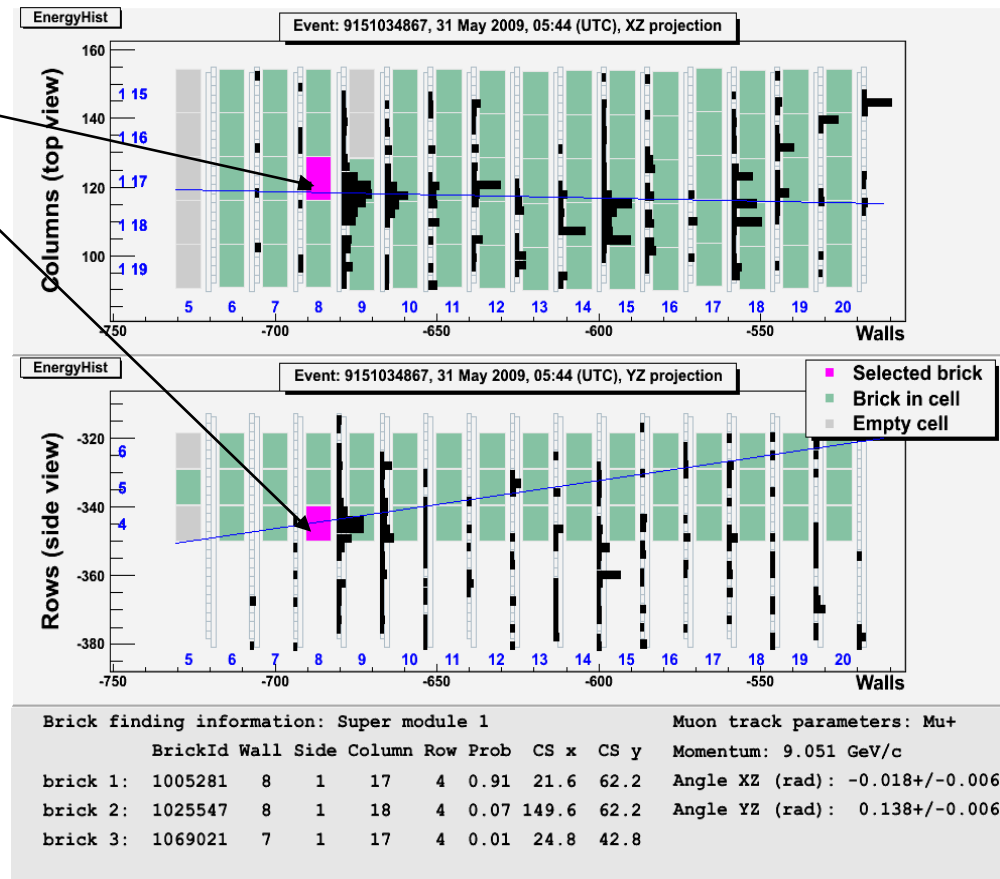 EnergyHist
Event: 9151034867, 31 May 2009, 05:44 (UTC), XZ projection
Columns (top view)
160
140
120
100
1 15
1 16
1 17
1 18
1 19
5 6 7 8 9 10 11 12 13 14 15 16 17 18 19 20
-750 -700 -650 -600 -550
Walls
EnergyHist
Event: 9151034867, 31 May 2009, 05:44 (UTC), YZ projection
Selected brick
Brick in cell
Empty cell
Rows (side view)
-320
-340
-360
-380
6
5
4
5 6 7 8 9 10 11 12 13 14 15 16 17 18 19 20
-750 -700 -650 -600 -550
Walls
Brick finding information: Super module 1
BrickId Wall Side Column Row Prob CS x CS y
brick 1: 1005281 8 1 17 4 0.91 21.6 62.2
brick 2: 1025547 8 1 18 4 0.07 149.6 62.2
brick 3: 1069021 7 1 17 4 0.01 24.8 42.8
Muon track parameters: Mu+
Momentum: 9.051 GeV/c
Angle XZ (rad): -0.018+/-0.006
Angle YZ (rad): 0.138+/-0.006